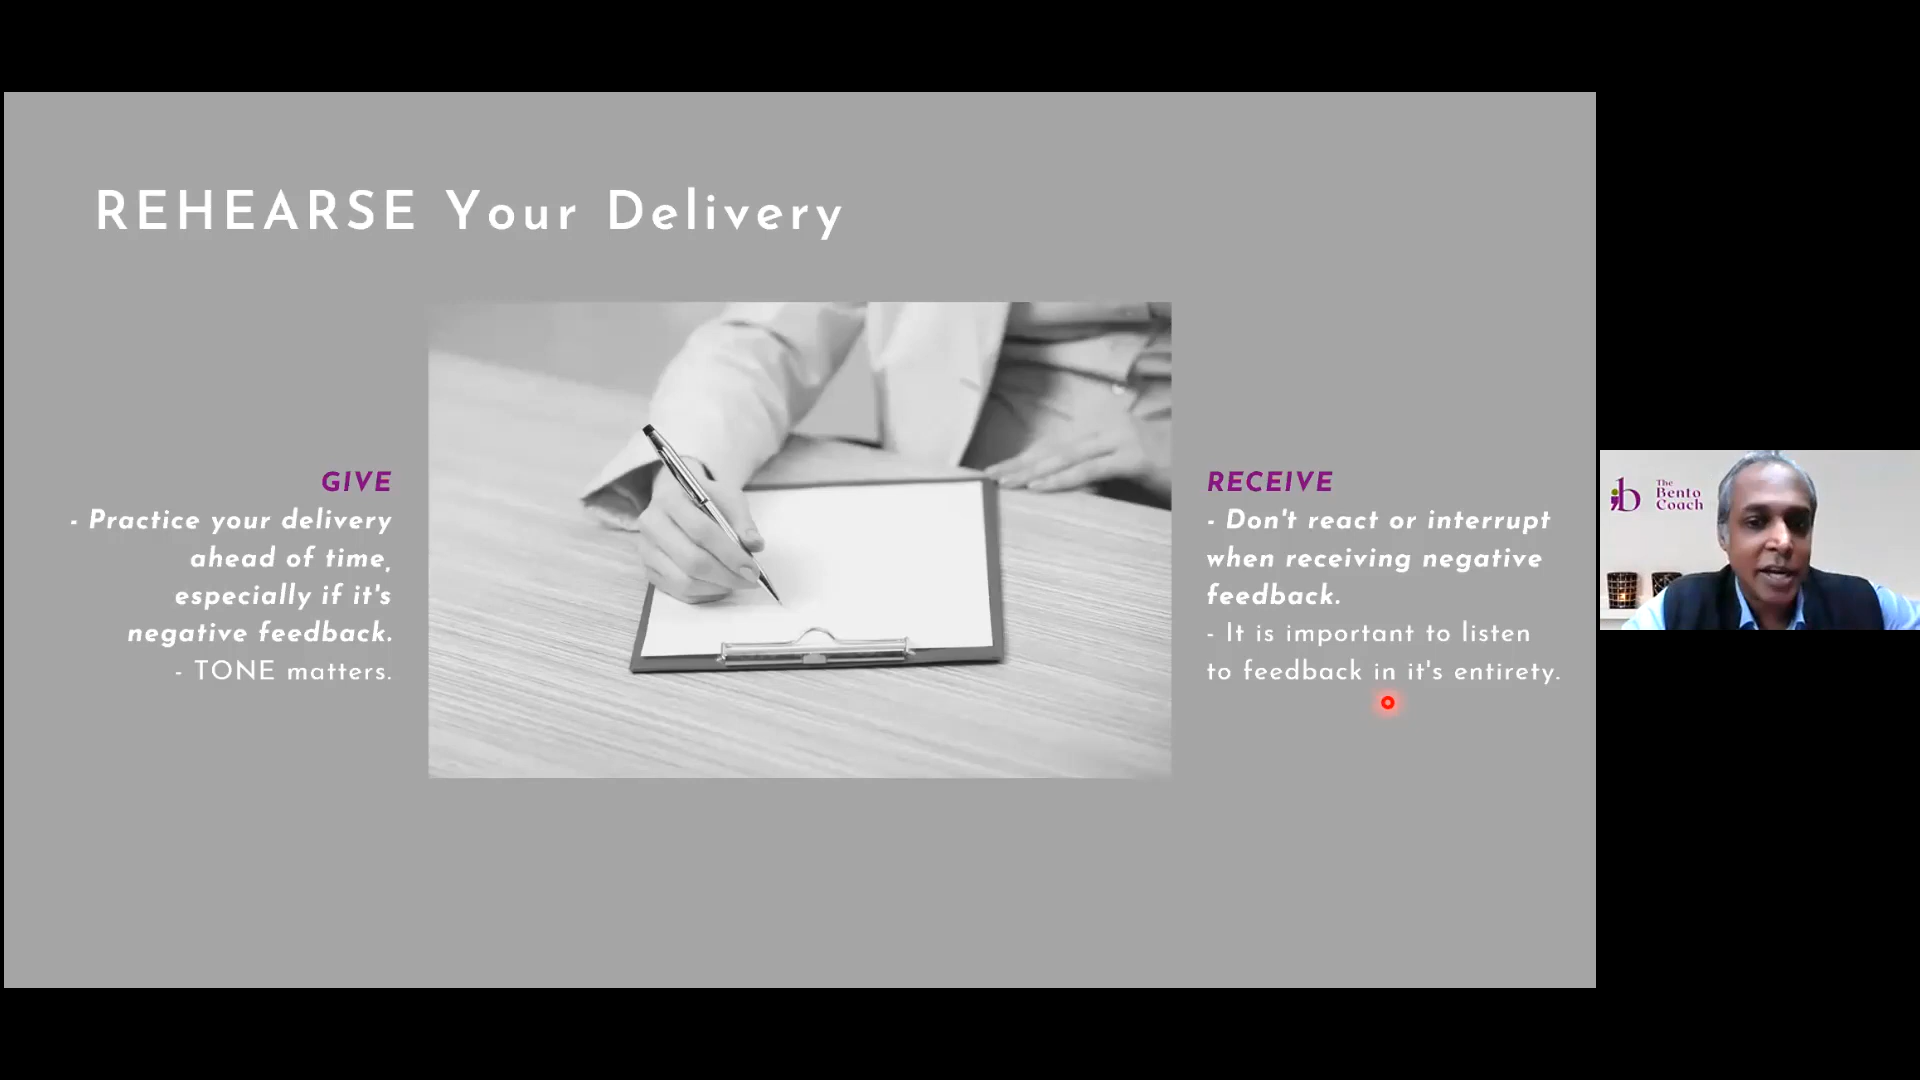 REHEARSE Your Delivery
GIVE
- Practice your delivery
ahead of time,
especially if it's
negative feedback.
- TONE matters.
RECEIVE
- Don't react or interrupt
when receiving negative
feedback.
- It is important to listen
to feedback in it's entirety.
b
The
Bento
Coach